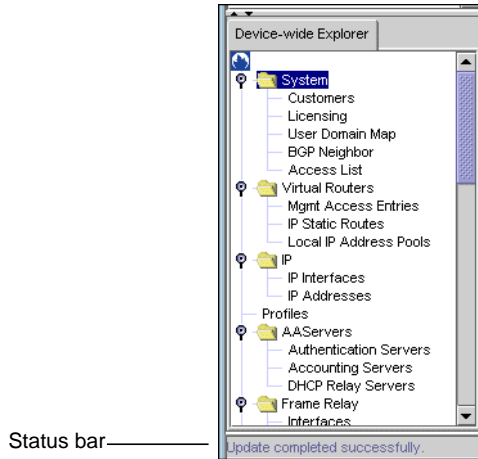 Device-wide Explorer
System
Customers
Licensing
User Domain Map
BGP Neighbor
Access List
Virtual Routers
Mgmt Access Entries
IP Static Routes
Local IP Address Pools
IP
IP Interfaces
IP Addresses
Profiles
AAServers
Authentication Servers
Accounting Servers
DHCP Relay Servers
Frame Relay
Interfaces
Status bar
Update completed successfully.